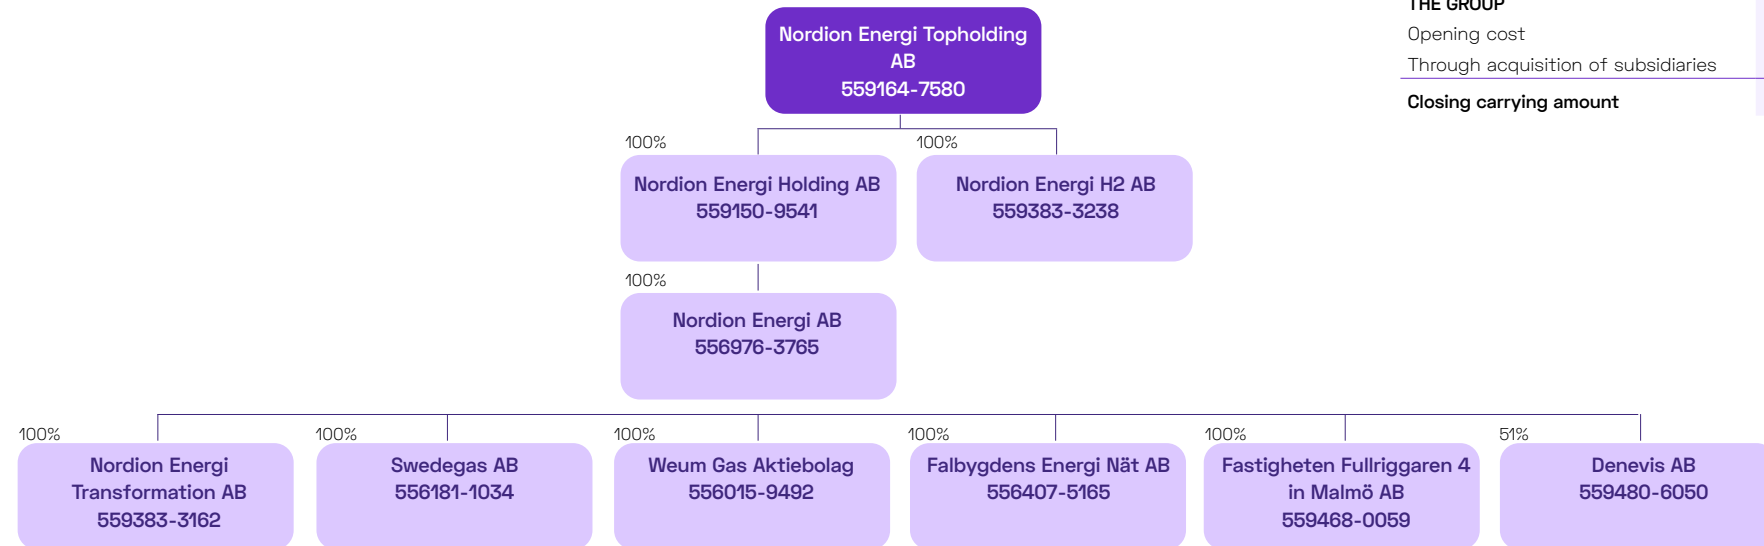 THE GROUP
Opening cost
Through acquisition of subsidiaries
Closing carrying amount
Nordion Energi Topholding
AB
559164-7580
100%
Nordion Energi Holding AB
559150-9541
100%
Nordion Energi H2 AB
559383-3238
100%
Nordion Energi AB
556976-3765
100%
Nordion Energi
Transformation AB
559383-3162
100%
Swedegas AB
556181-1034
100%
Weum Gas Aktiebolag
556015-9492
100%
Falbygdens Energi Nät AB
556407-5165
100%
Fastigheten Fullriggaren 4
in Malmö AB
559468-0059
51%
Denevis AB
559480-6050